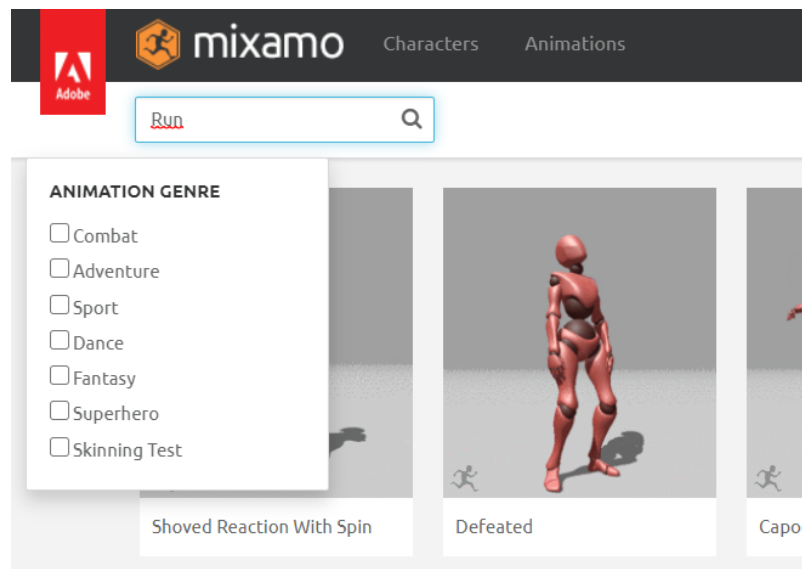 mixamo Characters Animations
Adobe
Run
ANIMATION GENRE
Combat
Adventure
Sport
Dance
Fantasy
Superhero
Skinning Test
Shoved Reaction With Spin Defeated Capo